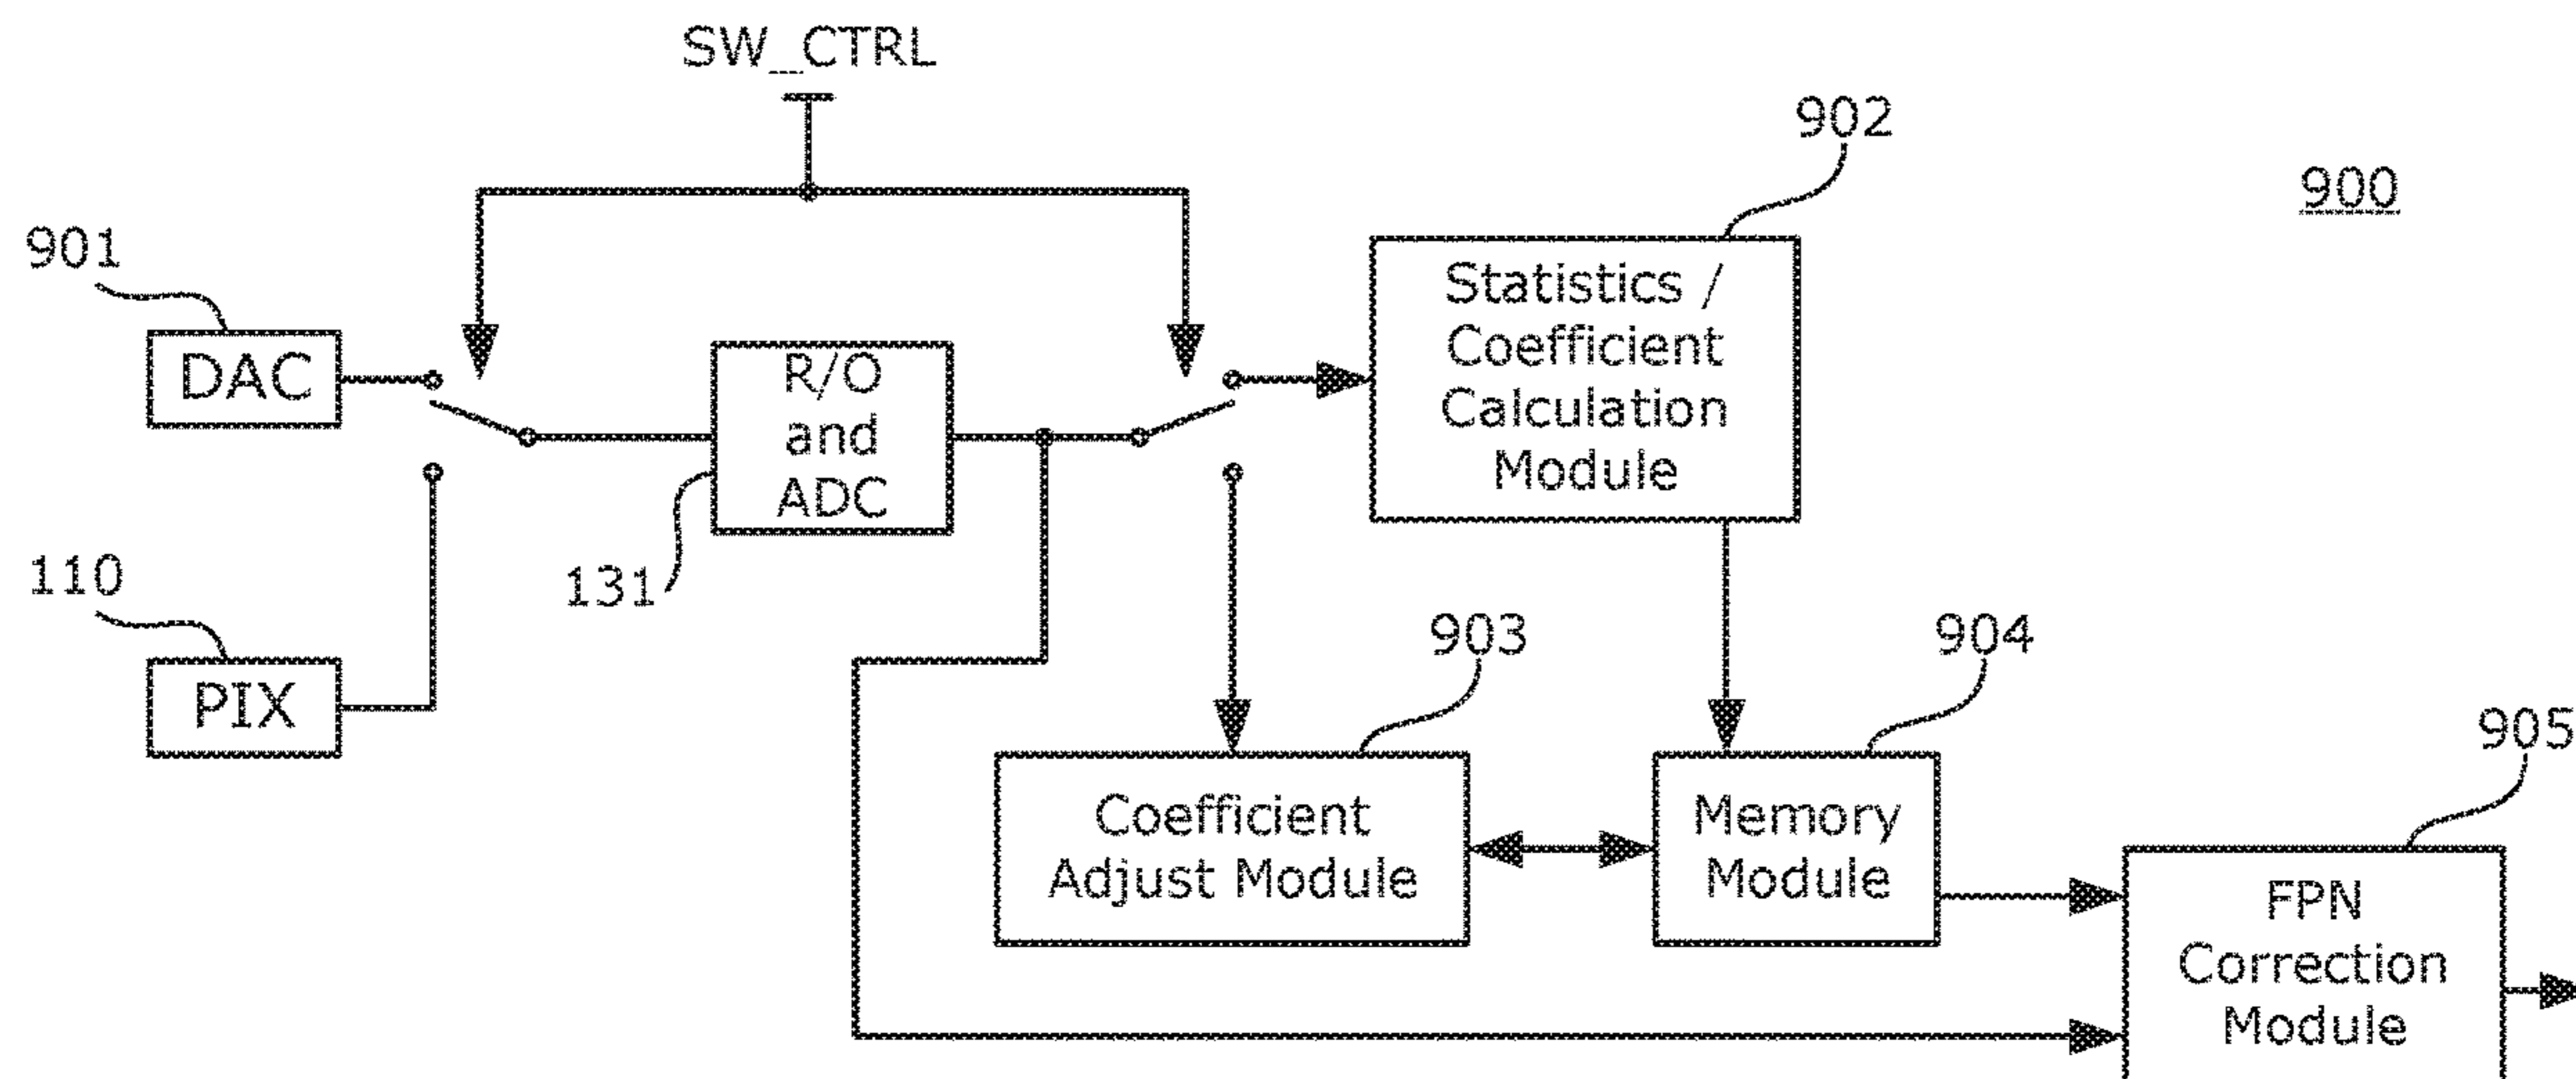 SW_CTRL
902
900
901
DAC
R/O
and
ADC
Statistics /
Coefficient
Calculation
Module
110
131
PIX
903
904
905
Coefficient
Adjust Module
Memory
Module
FPN
Correction
Module